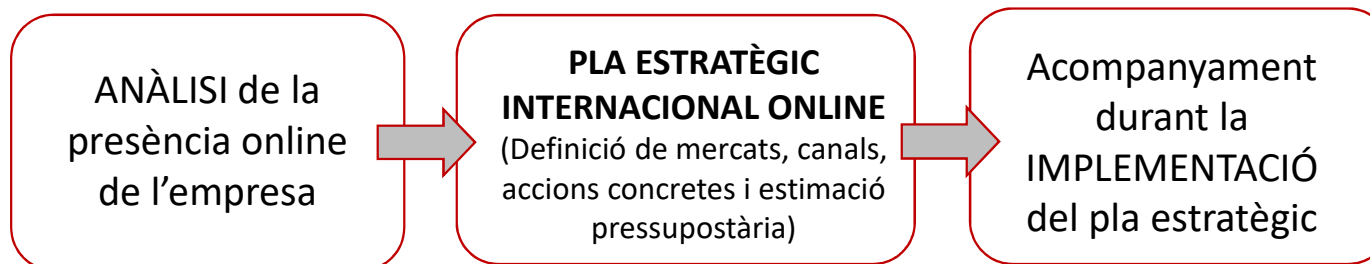 ANÀLISI de la
presència online
de l’empresa
PLA ESTRATÈGIC
INTERNACIONAL ONLINE
(Definició de mercats, canals,
accions concretes i estimació
pressupostària)
Acompanyament
durant la
IMPLEMENTACIÓ
del pla estratègic